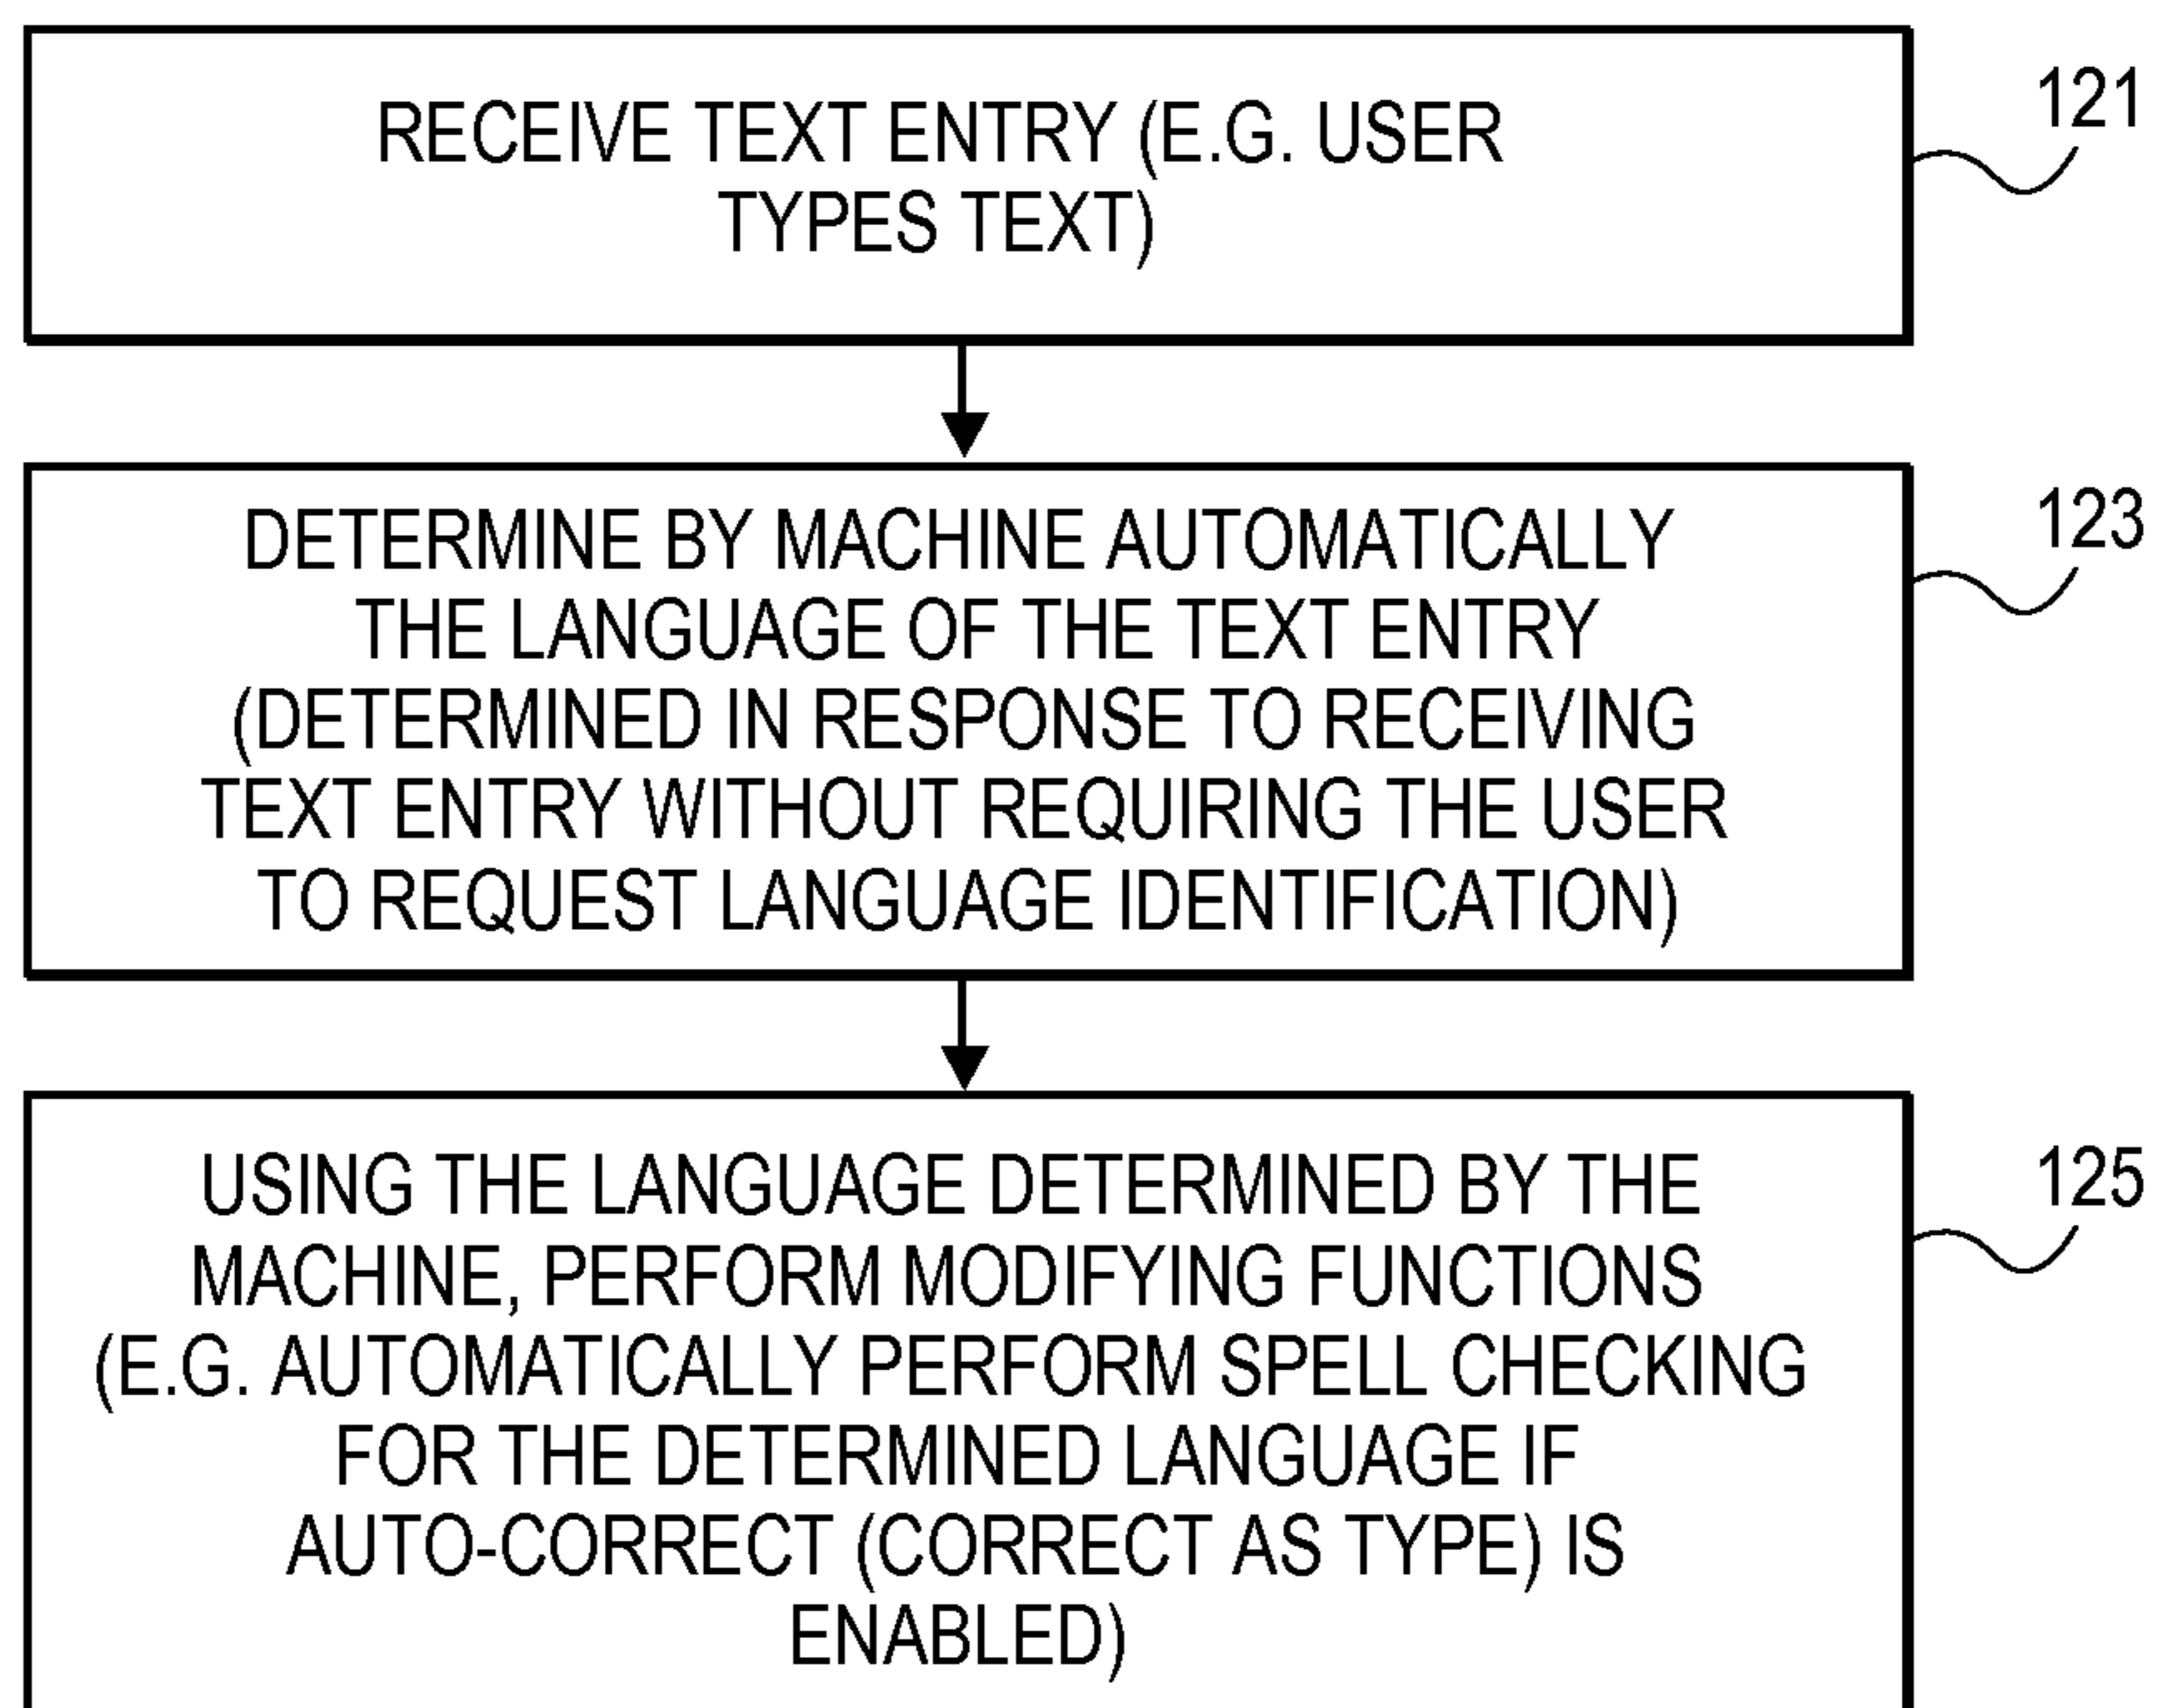 RECEIVE TEXT ENTRY (E.G. USER
TYPES TEXT)
121
DETERMINE BY MACHINE AUTOMATICALLY
THE LANGUAGE OF THE TEXT ENTRY
(DETERMINED IN RESPONSE TO RECEIVING
TEXT ENTRY WITHOUT REQUIRING THE USER
TO REQUEST LANGUAGE IDENTIFICATION)
123
USING THE LANGUAGE DETERMINED BY THE
MACHINE, PERFORM MODIFYING FUNCTIONS
(E.G. AUTOMATICALLY PERFORM SPELL CHECKING
FOR THE DETERMINED LANGUAGE IF
AUTO-CORRECT (CORRECT AS TYPE) IS
ENABLED)
125